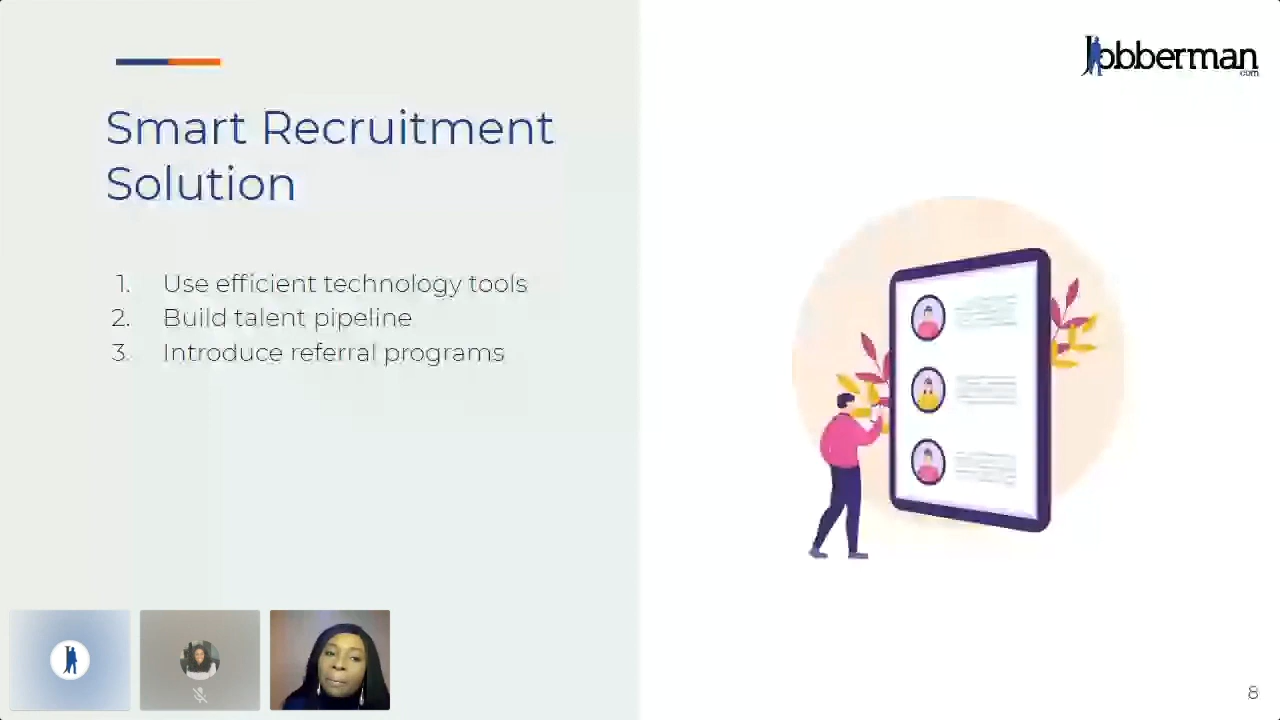 Jobberman
.com
Smart Recruitment
Solution
1. Use efficient technology tools
2. Build talent pipeline
3. Introduce referral programs
8